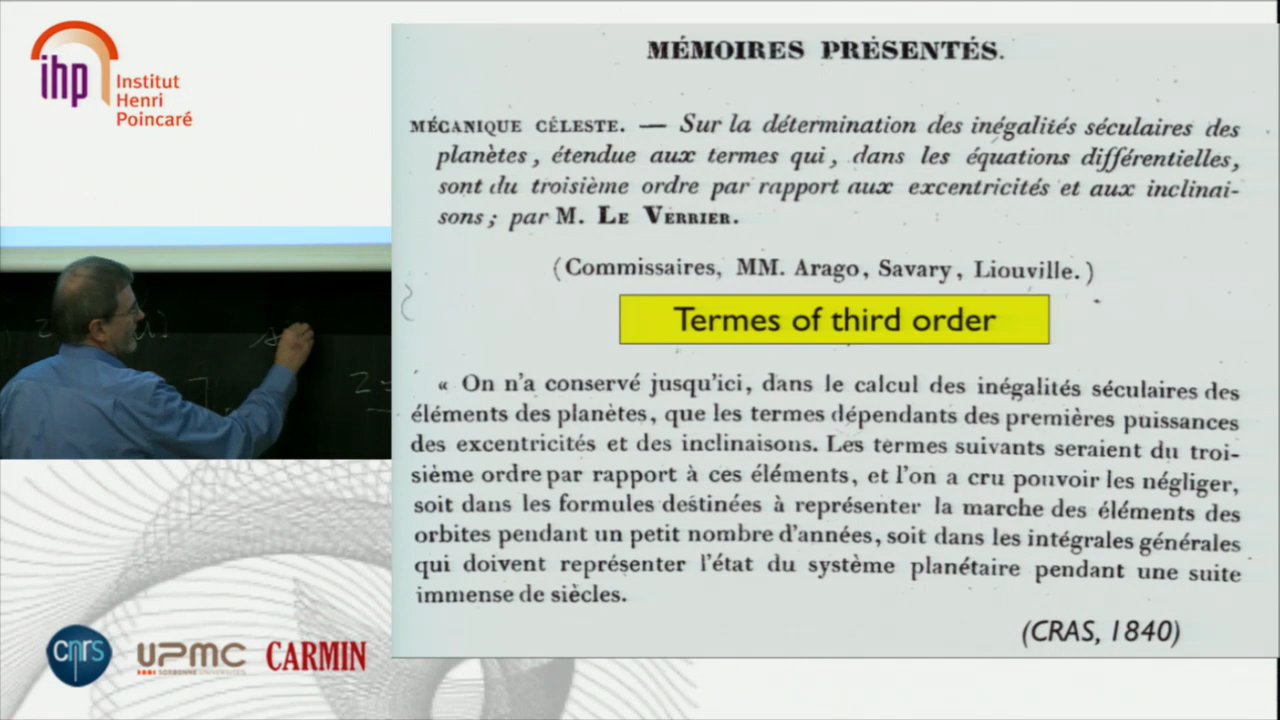 ihp
Institut
Henri
Poincaré
MÉMOIRES PRÉSENTÉS.
MÉCANIQUE CÉLESTE. — Sur la détermination des inégalités séculaires des
planètes, étendue aux termes qui, dans les équations différentielles,
sont du troisième ordre par rapport aux excentricités et aux inclinai-
sons; par M. LE VERRIER.
(Commissaires, MM. Arago, Savary, Liouville.)
Termes of third order
« On n'a conservé jusqu'ici, dans le calcul des inégalités séculaires des
éléments des planètes, que les termes dépendants des premières puissances
des excentricités et des inclinaisons. Les termes suivants seraient du troi-
sième ordre par rapport à ces éléments, et l'on a cru pouvoir les négliger,
soit dans les formules destinées à représenter la marche des éléments des
orbites pendant un petit nombre d'années, soit dans les intégrales générales
qui doivent représenter l'état du système planétaire pendant une suite
immense de siècles.
(CRAS, 1840)
cnrs
UPMC
SORBONNE UNIVERSITÉS
CARMIN